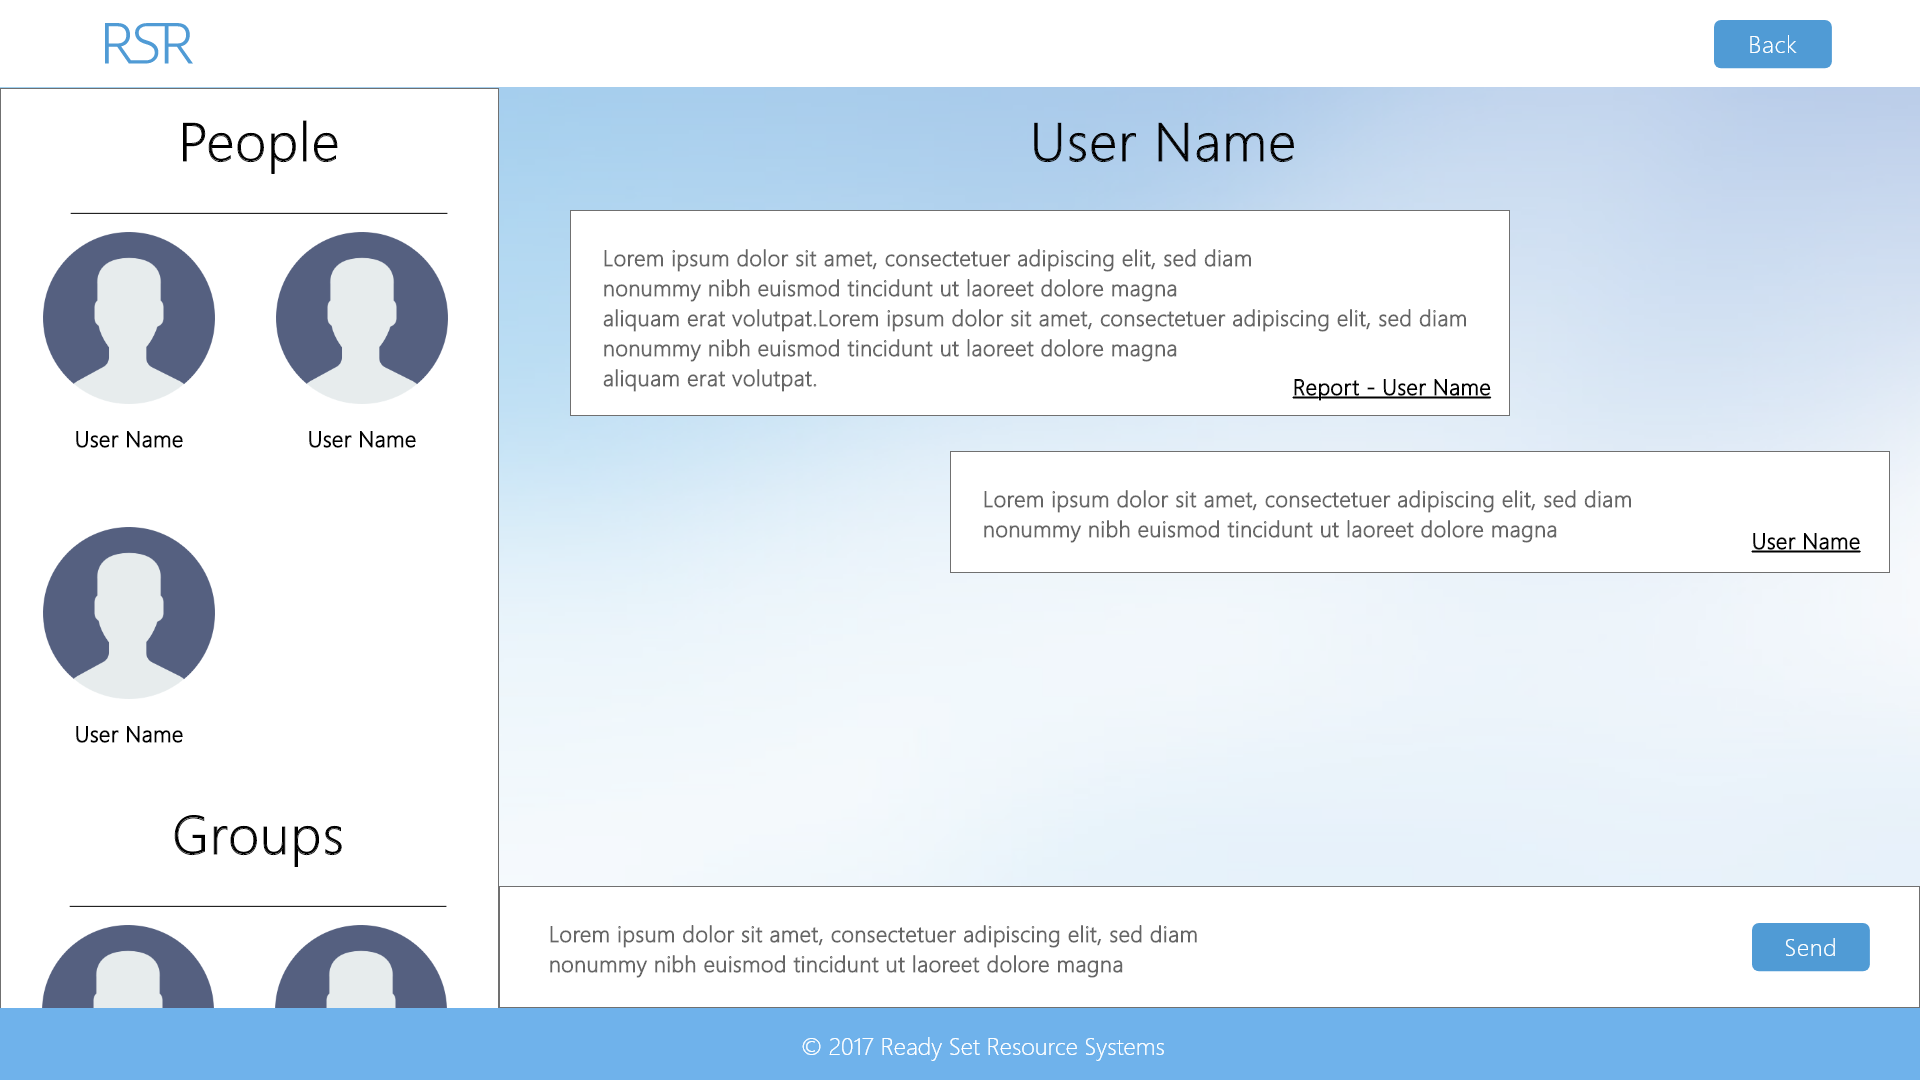 RSR
Back
People
User Name
User Name
User Name
Groups
User Name
Lorem ipsum dolor sit amet, consectetuer adipiscing elit, sed diam
nonummy nibh euismod tincidunt ut laoreet dolore magna
aliquam erat volutpat.Lorem ipsum dolor sit amet, consectetuer adipiscing elit, sed diam
nonummy nibh euismod tincidunt ut laoreet dolore magna
aliquam erat volutpat.
Report - User Name
Lorem ipsum dolor sit amet, consectetuer adipiscing elit, sed diam
nonummy nibh euismod tincidunt ut laoreet dolore magna
User Name
Lorem ipsum dolor sit amet, consectetuer adipiscing elit, sed diam
nonummy nibh euismod tincidunt ut laoreet dolore magna
Send
© 2017 Ready Set Resource Systems